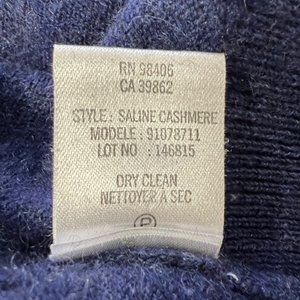 RN 98406
CA 39862
STYLE : SALINE CASHMERE
MODELE : 91078711
LOT NO : 146815
DRY CLEAN
NETTOYER A SEC
P